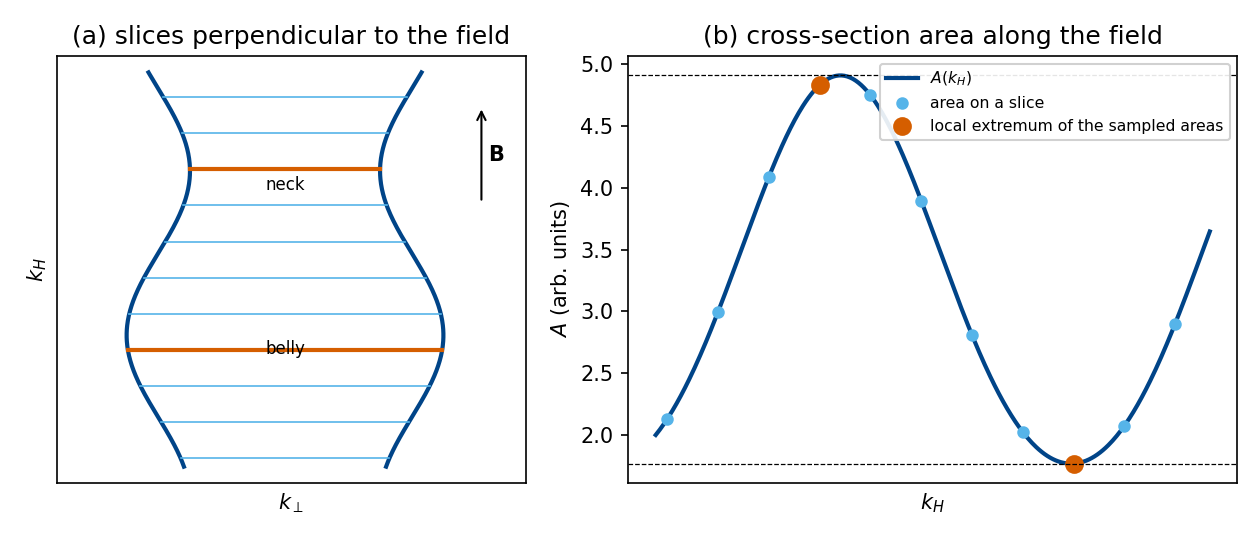 (a) slices perpendicular to the field
k_H
neck
belly
B
k_⊥
(b) cross-section area along the field
A (arb. units)
5.0
4.5
4.0
3.5
3.0
2.5
2.0
A(k_H)
area on a slice
local extremum of the sampled areas
k_H